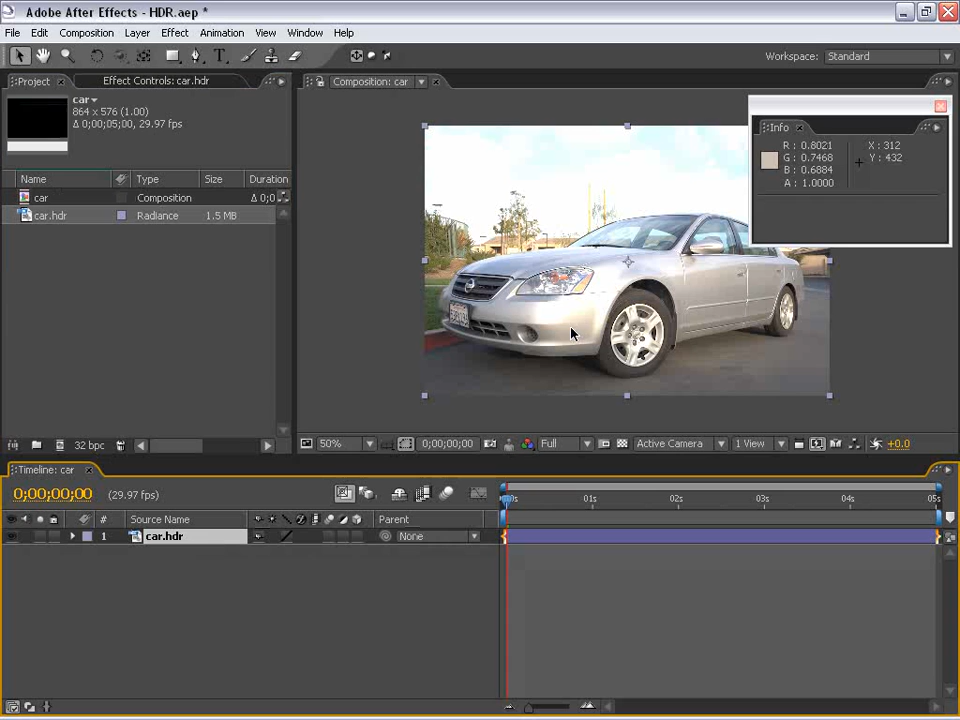 Adobe After Effects - HDR.aep *
File Edit Composition Layer Effect Animation View Window Help
Workspace: Standard
Project Effect Controls: car.hdr
Composition: car
car
864 x 576 (1.00)
Δ 0;00;05;00, 29.97 fps
Info
R : 0.8021 X : 312
G : 0.7468 Y : 432
B : 0.6884
A : 1.0000
Name Type Size Duration
car Composition Δ 0;0
car.hdr Radiance 1.5 MB
32 bpc
50% 0;00;00;00 Full Active Camera 1 View +0.0
Timeline: car
0;00;00;00 (29.97 fps)
01s 02s 03s 04s 05s
# Source Name Parent
1 car.hdr None